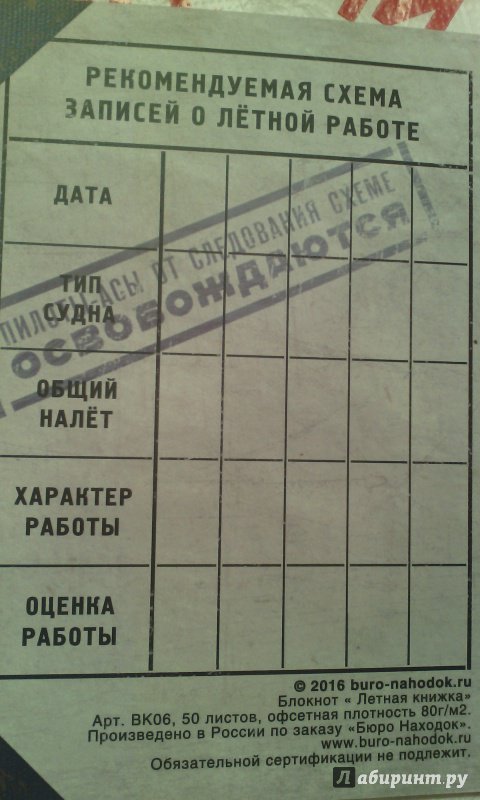 РЕКОМЕНДУЕМАЯ СХЕМА
ЗАПИСЕЙ О ЛЁТНОЙ РАБОТЕ
ДАТА
ПИЛОТЫ-АСЫ ОТ СЛЕДОВАНИЯ СХЕМЕ
ОСВОБОЖДАЮТСЯ
ТИП
СУДНА
ОБЩИЙ
НАЛЁТ
ХАРАКТЕР
РАБОТЫ
ОЦЕНКА
РАБОТЫ
© 2016 buro-nahodok.ru
Блокнот « Летная книжка»
Арт. ВК06, 50 листов, офсетная плотность 80г/м2.
Произведено в России по заказу «Бюро Находок».
www.buro-nahodok.ru
Обязательной сертификации не подлежит.
Лабиринт.ру